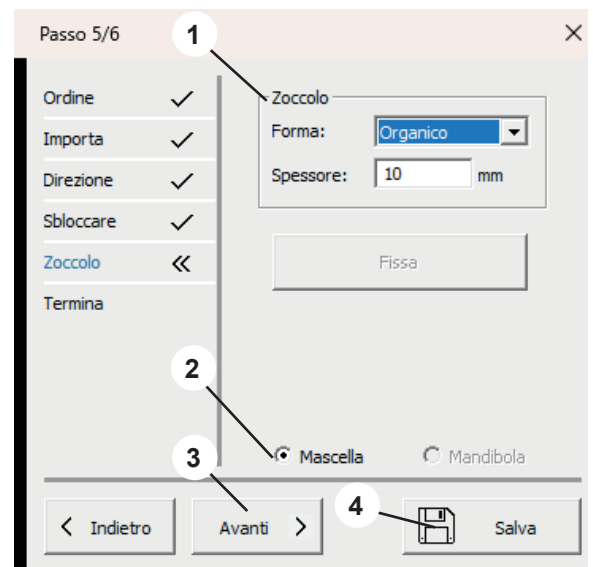 Passo 5/6
1
Ordine
Importa
Direzione
Sbloccare
Zoccolo
Termina
Zoccolo
Forma: Organico
Spessore: 10 mm
Fissa
2
Mascella Mandibola
3
4
Indietro Avanti Salva